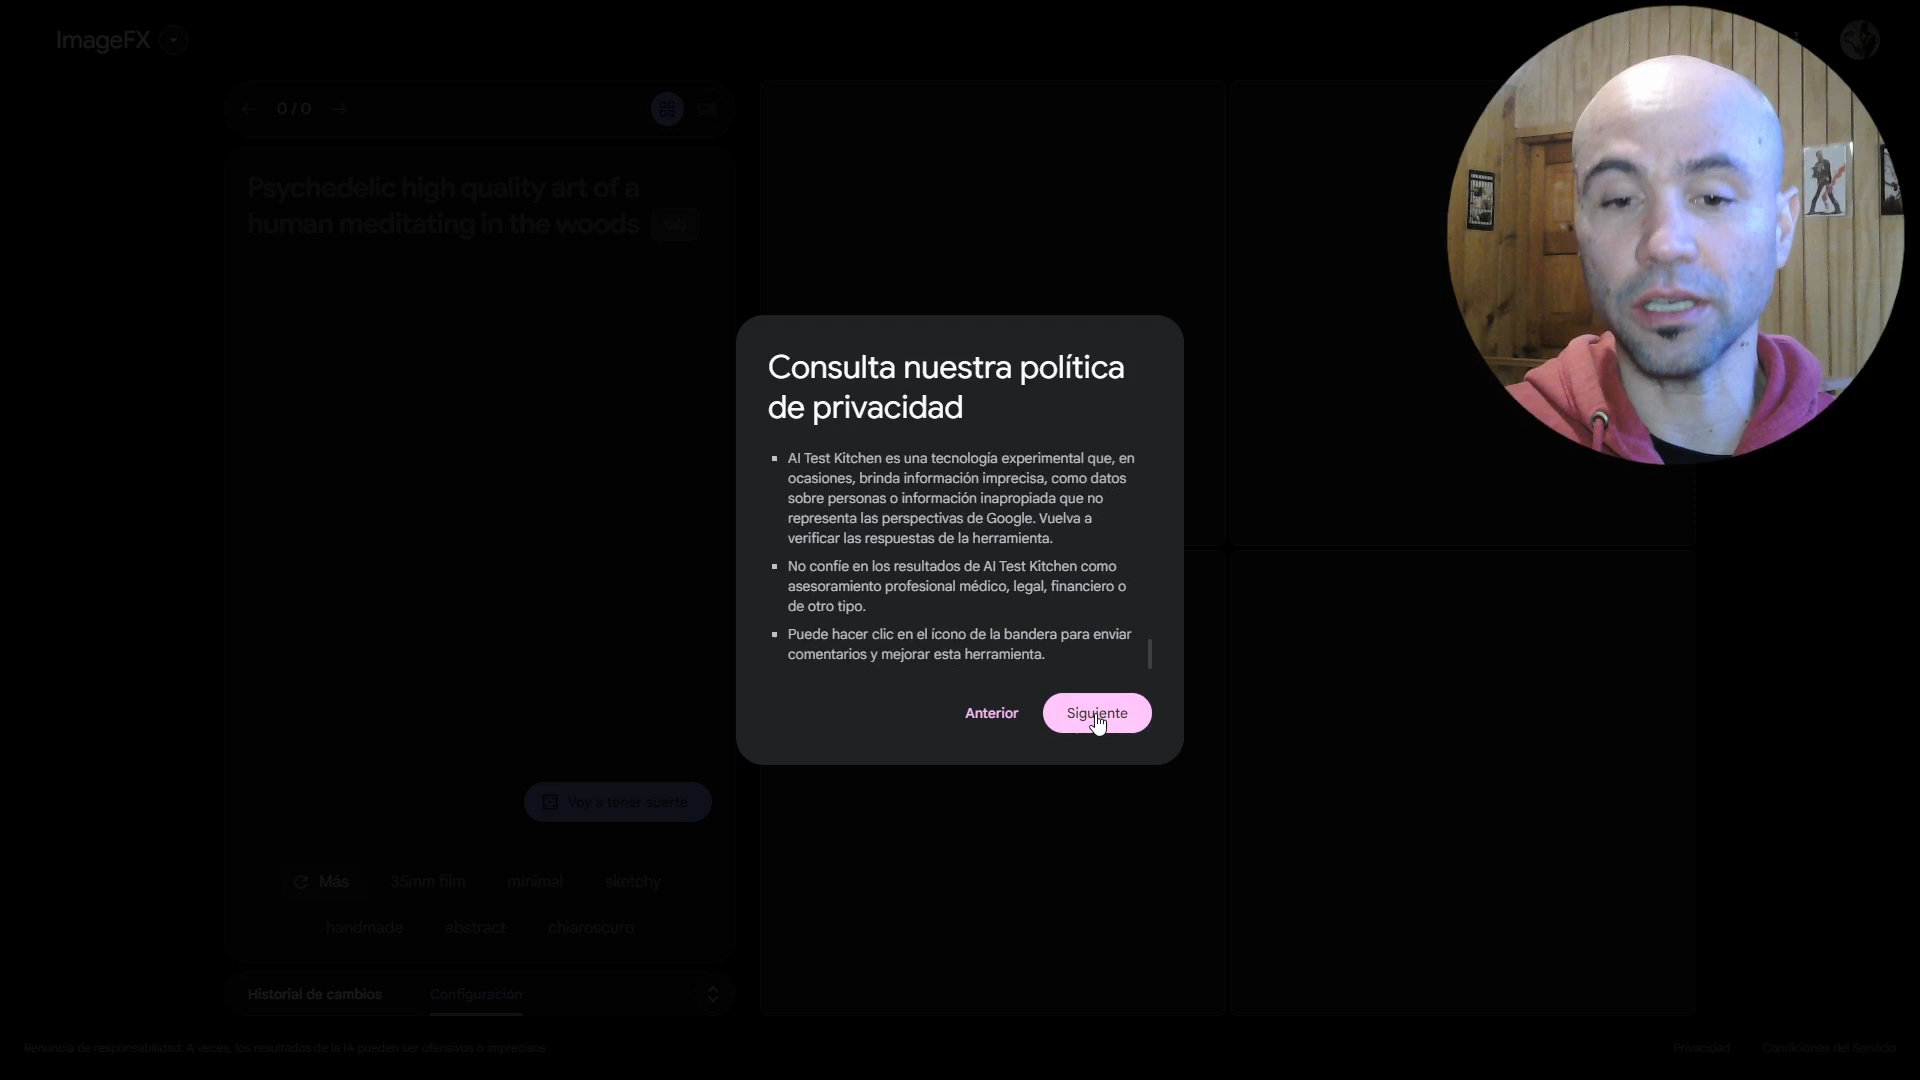 ImageFX
0 / 0
Psychedelic high quality art of a
human meditating in the woods
tab
Consulta nuestra política
de privacidad
AI Test Kitchen es una tecnología experimental que, en
ocasiones, brinda información imprecisa, como datos
sobre personas o información inapropiada que no
representa las perspectivas de Google. Vuelva a
verificar las respuestas de la herramienta.
No confíe en los resultados de AI Test Kitchen como
asesoramiento profesional médico, legal, financiero o
de otro tipo.
Puede hacer clic en el ícono de la bandera para enviar
comentarios y mejorar esta herramienta.
Anterior
Siguiente
Voy a tener suerte
Más
35mm film
minimal
sketchy
handmade
abstract
chiaroscuro
Historial de cambios
Configuración
Renuncia de responsabilidad: A veces, los resultados de la IA pueden ser ofensivos o imprecisos
Privacidad
Condiciones del Servicio